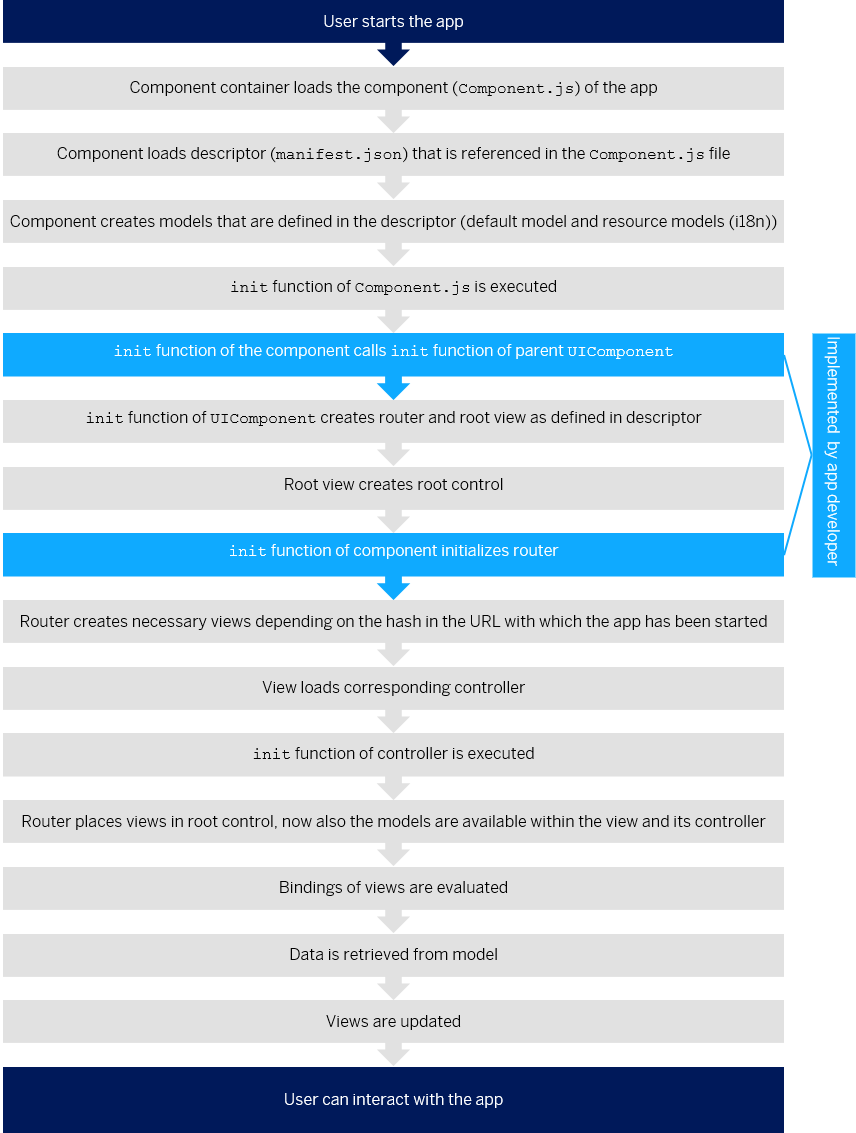 User starts the app
Component container loads the component (Component.js) of the app
Component loads descriptor (manifest.json) that is referenced in the Component.js file
Component creates models that are defined in the descriptor (default model and resource models (i18n))
init function of Component.js is executed
init function of the component calls init function of parent UIComponent
Implemented by app developer
init function of UIComponent creates router and root view as defined in descriptor
Root view creates root control
init function of component initializes router
Router creates necessary views depending on the hash in the URL with which the app has been started
View loads corresponding controller
init function of controller is executed
Router places views in root control, now also the models are available within the view and its controller
Bindings of views are evaluated
Data is retrieved from model
Views are updated
User can interact with the app